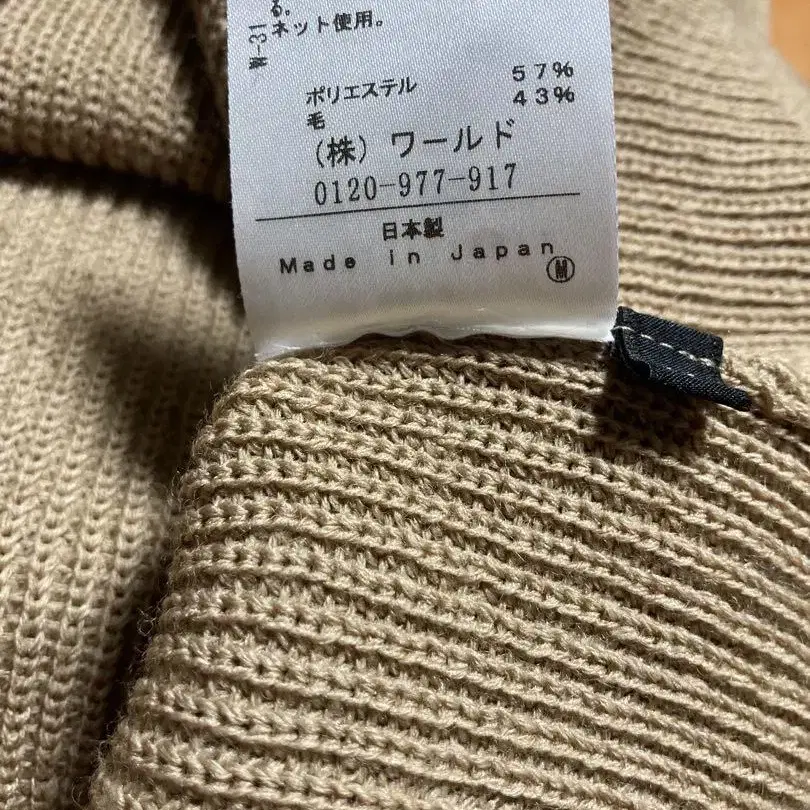 る。
ネット使用。
W-31
ポリエステル 57%
毛 43%
(株) ワールド
0120-977-917
日本製
Made in Japan
M